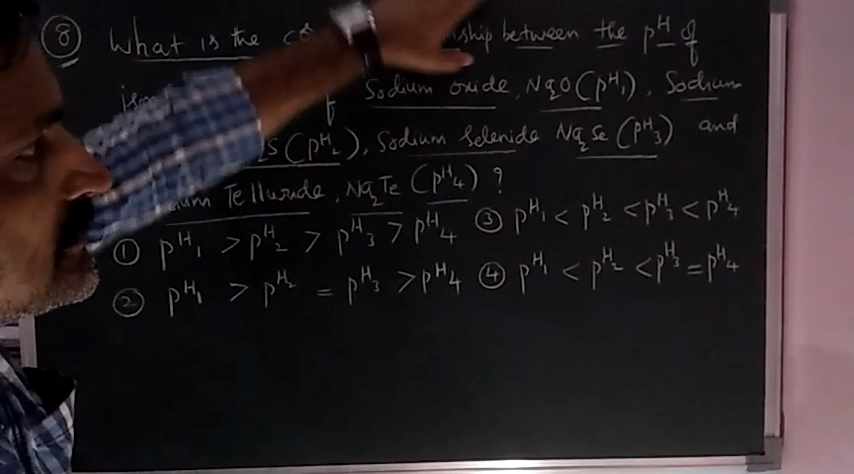 ⑧ What is the between the pH of
Sodium oxide, Na2O (pH1), Sodium
(pH2), Sodium Selenide Na2Se (pH3) and
Telluride, Na2Te (pH4) ?
① pH1 > pH2 > pH3 > pH4 ③ pH1 < pH2 < pH3 < pH4
② pH1 > pH2 = pH3 > pH4 ④ pH1 < pH2 < pH3 = pH4